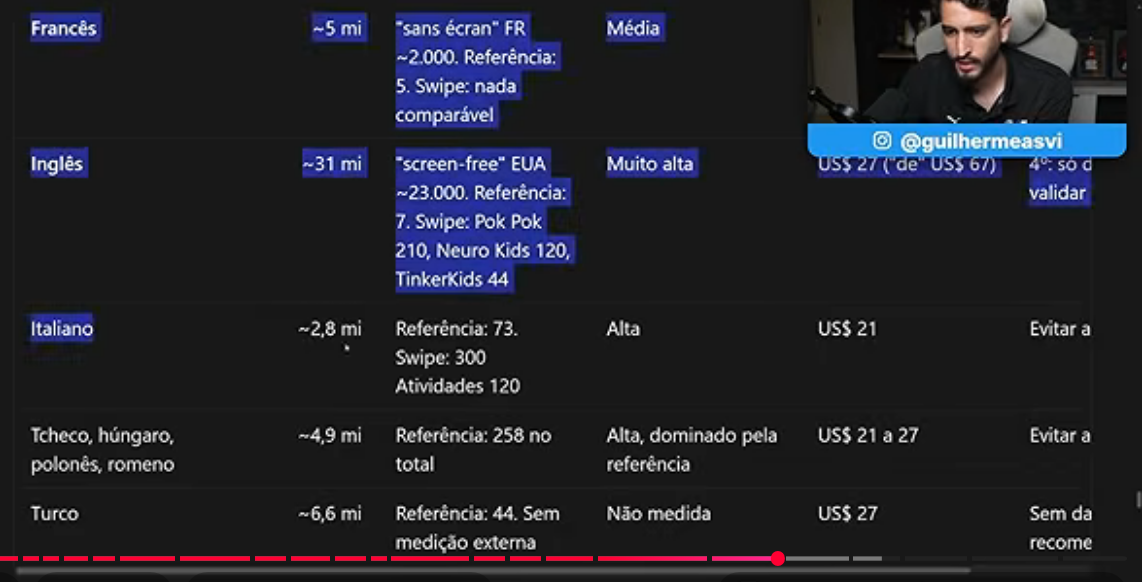 Francês ~5 mi "sans écran" FR Média
~2.000. Referência:
5. Swipe: nada
comparável
@guilhermeasvi
Inglês ~31 mi "screen-free" EUA Muito alta US$ 27 ("de" US$ 67) 4º: só d
~23.000. Referência: validar
7. Swipe: Pok Pok
210, Neuro Kids 120,
TinkerKids 44
Italiano ~2,8 mi Referência: 73. Alta US$ 21 Evitar a
Swipe: 300
Atividades 120
Tcheco, húngaro, ~4,9 mi Referência: 258 no Alta, dominado pela US$ 21 a 27 Evitar a
polonês, romeno total referência
Turco ~6,6 mi Referência: 44. Sem Não medida US$ 27 Sem da
medição externa recome